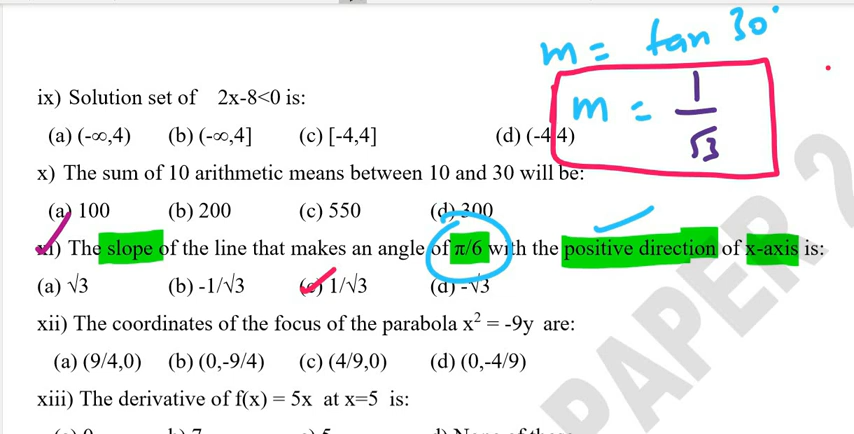 m = tan 30°
m = 1/√3
ix) Solution set of 2x-8<0 is:
(a) (-∞,4) (b) (-∞,4] (c) [-4,4] (d) (-4,4)
x) The sum of 10 arithmetic means between 10 and 30 will be:
(a) 100 (b) 200 (c) 550 (d) 300
xi) The slope of the line that makes an angle of π/6 with the positive direction of x-axis is:
(a) √3 (b) -1/√3 (c) 1/√3 (d) -√3
xii) The coordinates of the focus of the parabola x² = -9y are:
(a) (9/4,0) (b) (0,-9/4) (c) (4/9,0) (d) (0,-4/9)
xiii) The derivative of f(x) = 5x at x=5 is:
PAPER 2